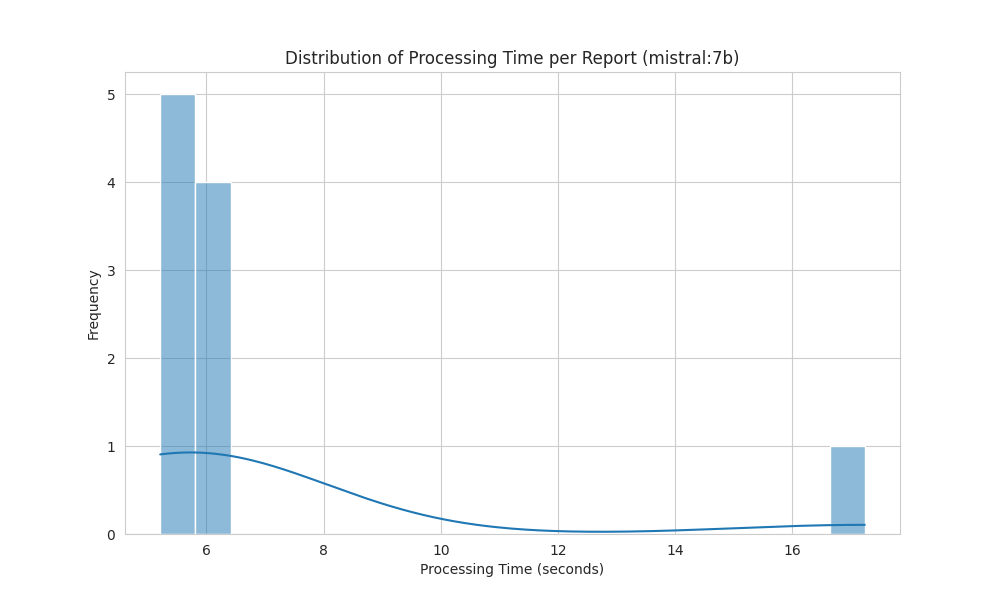 Distribution of Processing Time per Report (mistral:7b)
Frequency
5
4
3
2
1
0
6 8 10 12 14 16
Processing Time (seconds)